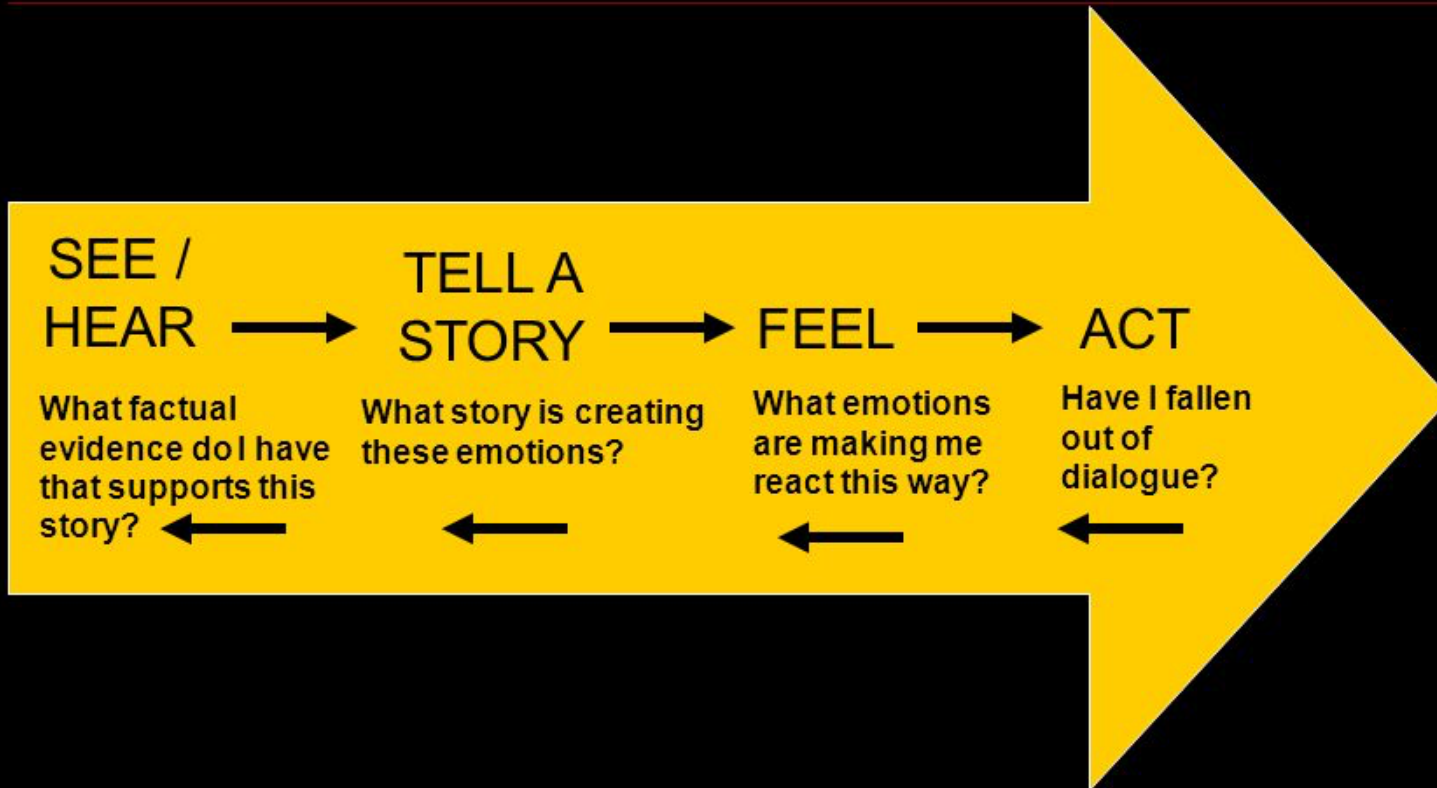 SEE /
HEAR
TELL A
STORY
FEEL
ACT
What factual
evidence do I have
that supports this
story?
What story is creating
these emotions?
What emotions
are making me
react this way?
Have I fallen
out of
dialogue?